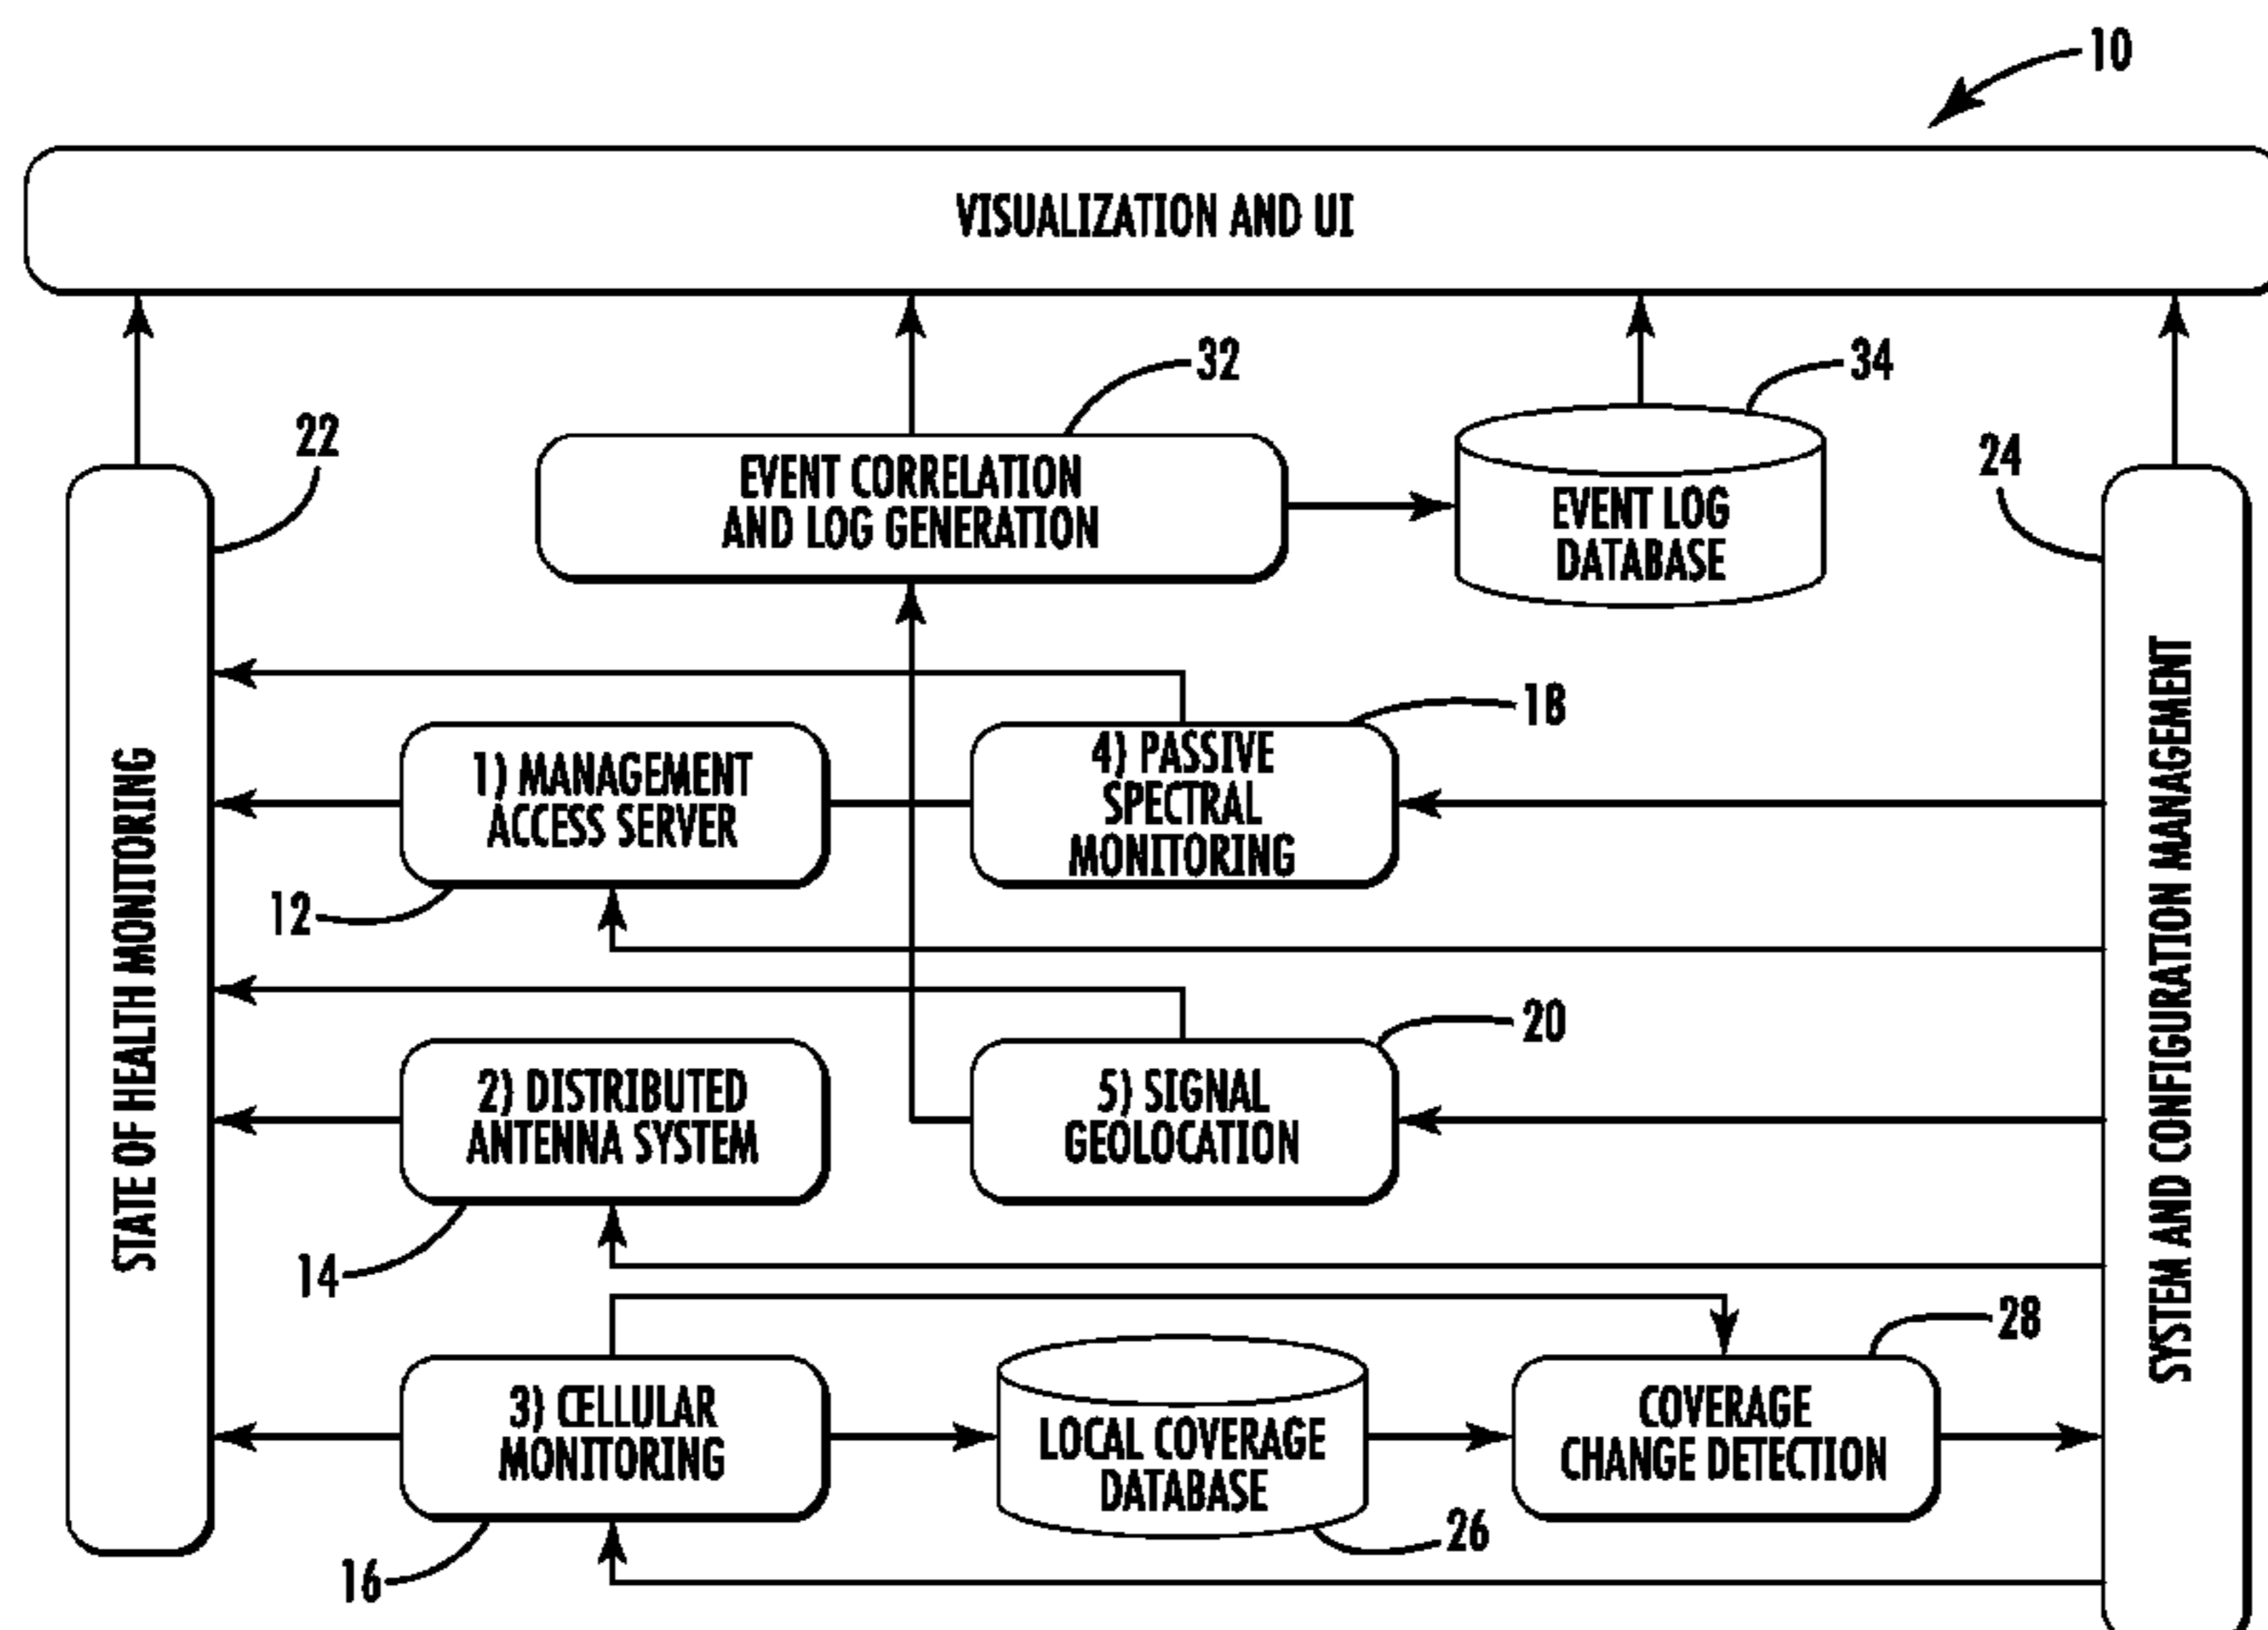 10
VISUALIZATION AND UI
32
34
22
24
EVENT CORRELATION
AND LOG GENERATION
EVENT LOG
DATABASE
18
1) MANAGEMENT
ACCESS SERVER
4) PASSIVE
SPECTRAL
MONITORING
12
STATE OF HEALTH MONITORING
SYSTEM AND CONFIGURATION MANAGEMENT
20
2) DISTRIBUTED
ANTENNA SYSTEM
5) SIGNAL
GEOLOCATION
14
28
3) CELLULAR
MONITORING
LOCAL COVERAGE
DATABASE
COVERAGE
CHANGE DETECTION
26
16